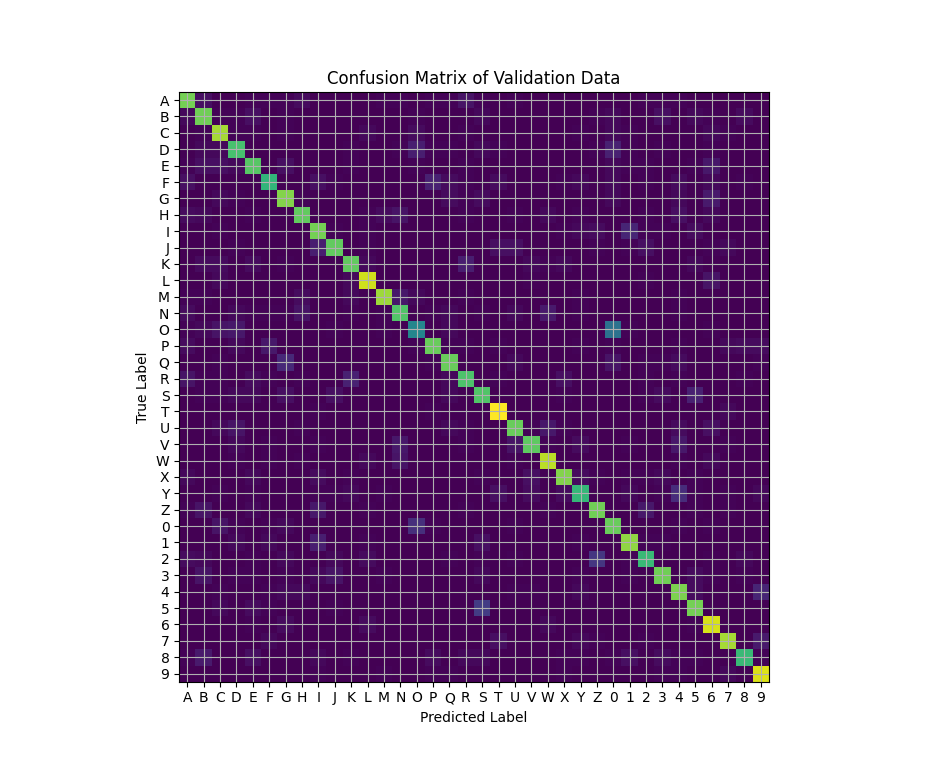 Confusion Matrix of Validation Data
True Label
A
B
C
D
E
F
G
H
I
J
K
L
M
N
O
P
Q
R
S
T
U
V
W
X
Y
Z
0
1
2
3
4
5
6
7
8
9
A B C D E F G H I J K L M N O P Q R S T U V W X Y Z 0 1 2 3 4 5 6 7 8 9
Predicted Label